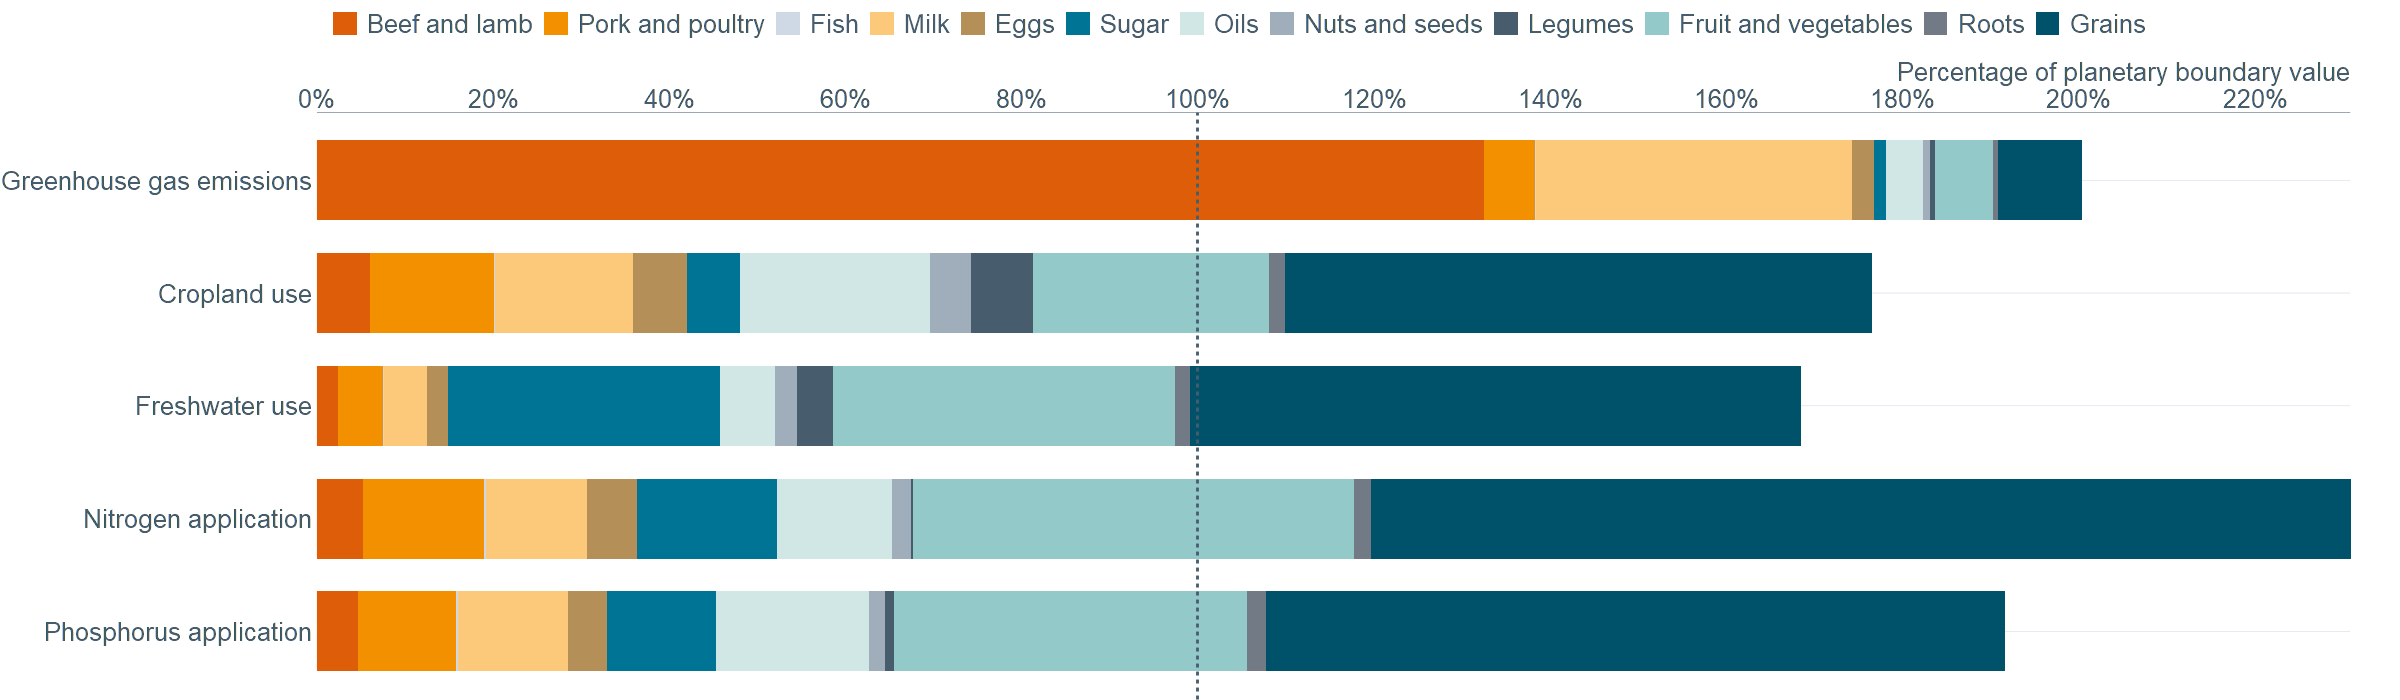 Beef and lamb Pork and poultry Fish Milk Eggs Sugar Oils Nuts and seeds Legumes Fruit and vegetables Roots Grains
Percentage of planetary boundary value
0% 20% 40% 60% 80% 100% 120% 140% 160% 180% 200% 220%
Greenhouse gas emissions
Cropland use
Freshwater use
Nitrogen application
Phosphorus application